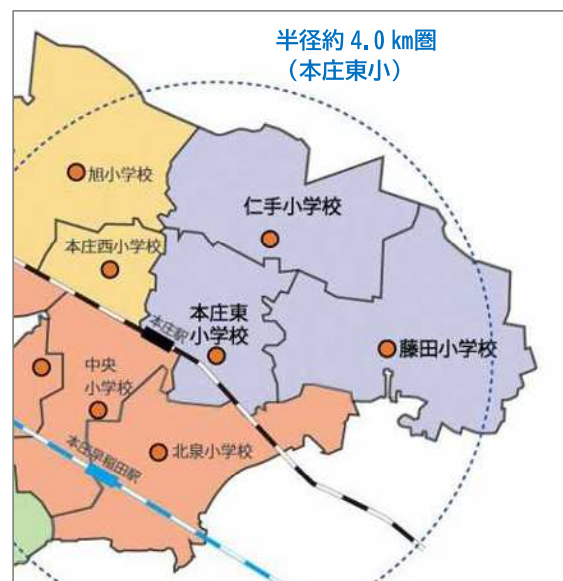 半径約 4.0 ㎞圏
（本庄東小）
旭小学校
仁手小学校
本庄西小学校
本庄東
小学校
本庄駅
藤田小学校
中央
小学校
北泉小学校
本庄早稲田駅